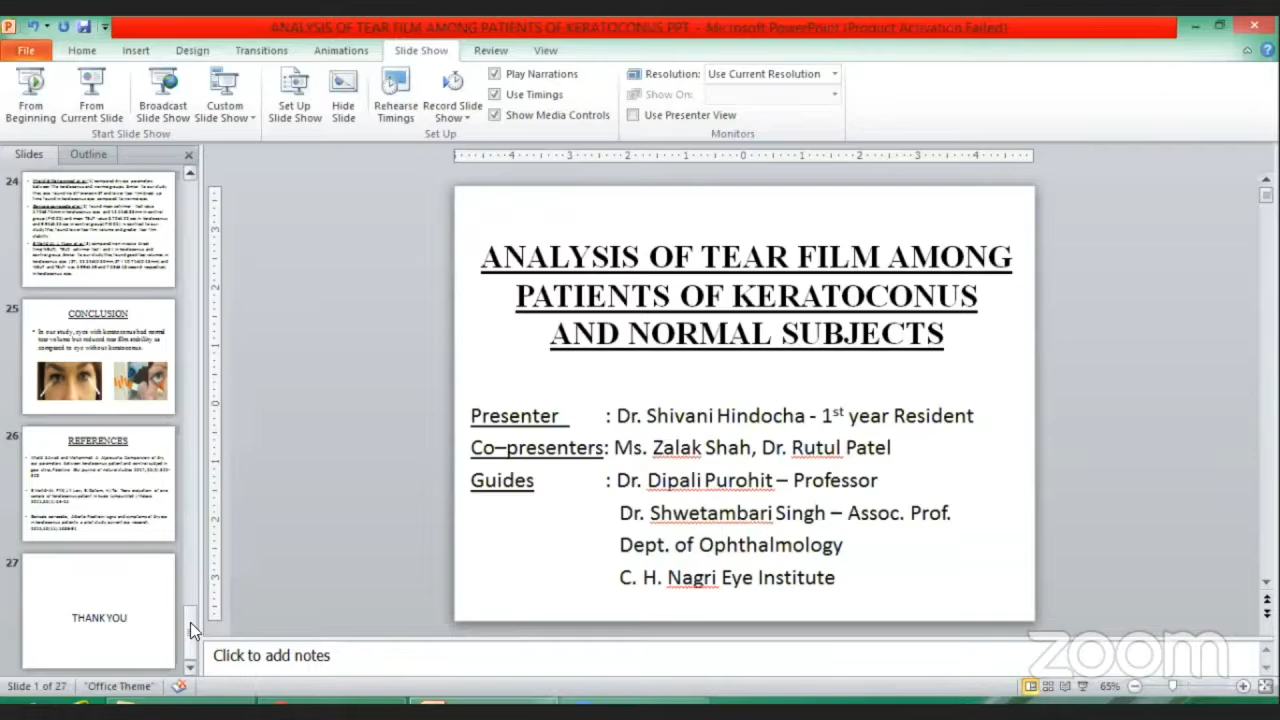 ANALYSIS OF TEAR FILM AMONG PATIENTS OF KERATOCONUS PPT - Microsoft PowerPoint (Product Activation Failed)
File Home Insert Design Transitions Animations Slide Show Review View
From Beginning
From Current Slide
Broadcast Slide Show
Custom Slide Show
Set Up Slide Show
Hide Slide
Rehearse Timings
Record Slide Show
Play Narrations
Use Timings
Show Media Controls
Resolution: Use Current Resolution
Show On:
Use Presenter View
Start Slide Show
Set Up
Monitors
Slides Outline
24
25
CONCLUSION
• In our study, eyes with keratoconus had normal
tear volume but reduced tear film stability as
compared to eye without keratoconus.
26
REFERENCES
27
THANK YOU
ANALYSIS OF TEAR FILM AMONG
PATIENTS OF KERATOCONUS
AND NORMAL SUBJECTS
Presenter : Dr. Shivani Hindocha - 1st year Resident
Co–presenters: Ms. Zalak Shah, Dr. Rutul Patel
Guides : Dr. Dipali Purohit – Professor
Dr. Shwetambari Singh – Assoc. Prof.
Dept. of Ophthalmology
C. H. Nagri Eye Institute
Click to add notes
zoom
Slide 1 of 27 "Office Theme" 65%